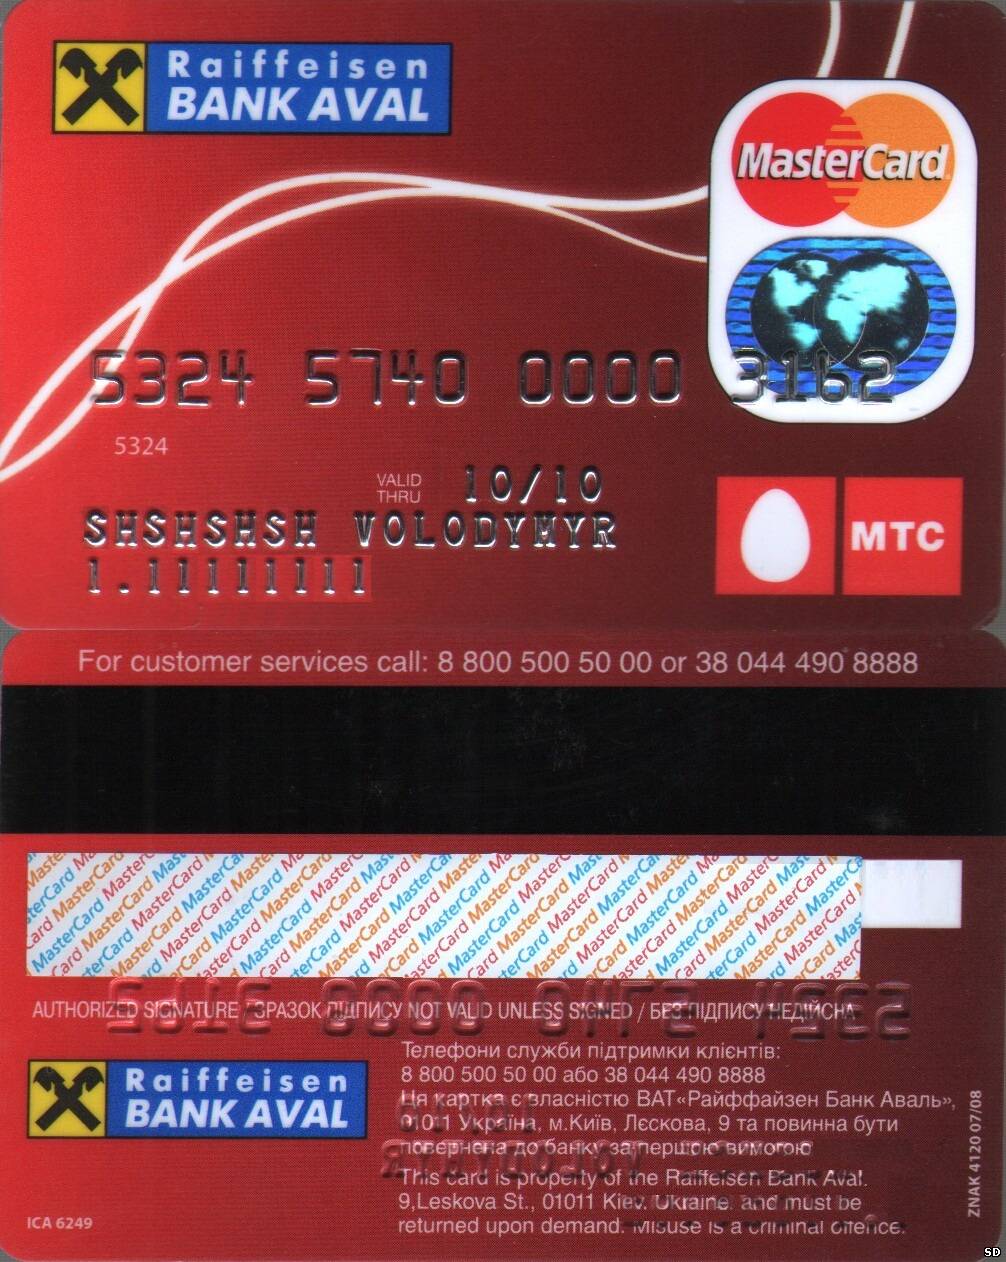 Raiffeisen
BANK AVAL
MasterCard
5324 5740 0000 3162
5324
VALID THRU 10/10
SHSHSHSH VOLODYMYR
1.111111111
МТС
For customer services call: 8 800 500 50 00 or 38 044 490 8888
AUTHORIZED SIGNATURE / ЗРАЗОК ПІДПИСУ NOT VALID UNLESS SIGNED / БЕЗ ПІДПИСУ НЕДІЙСНА
Raiffeisen
BANK AVAL
Телефони служби підтримки клієнтів:
8 800 500 50 00 або 38 044 490 8888
Ця картка є власністю ВАТ «Райффайзен Банк Аваль»,
01011 Україна, м.Київ, Лєскова, 9 та повинна бути
повернена до банку за першою вимогою
This card is property of the Raiffeisen Bank Aval.
9,Leskova St., 01011 Kiev. Ukraine. and must be
returned upon demand. Misuse is a criminal offence.
ICA 6249
ZNAK 4120 07/08
SD